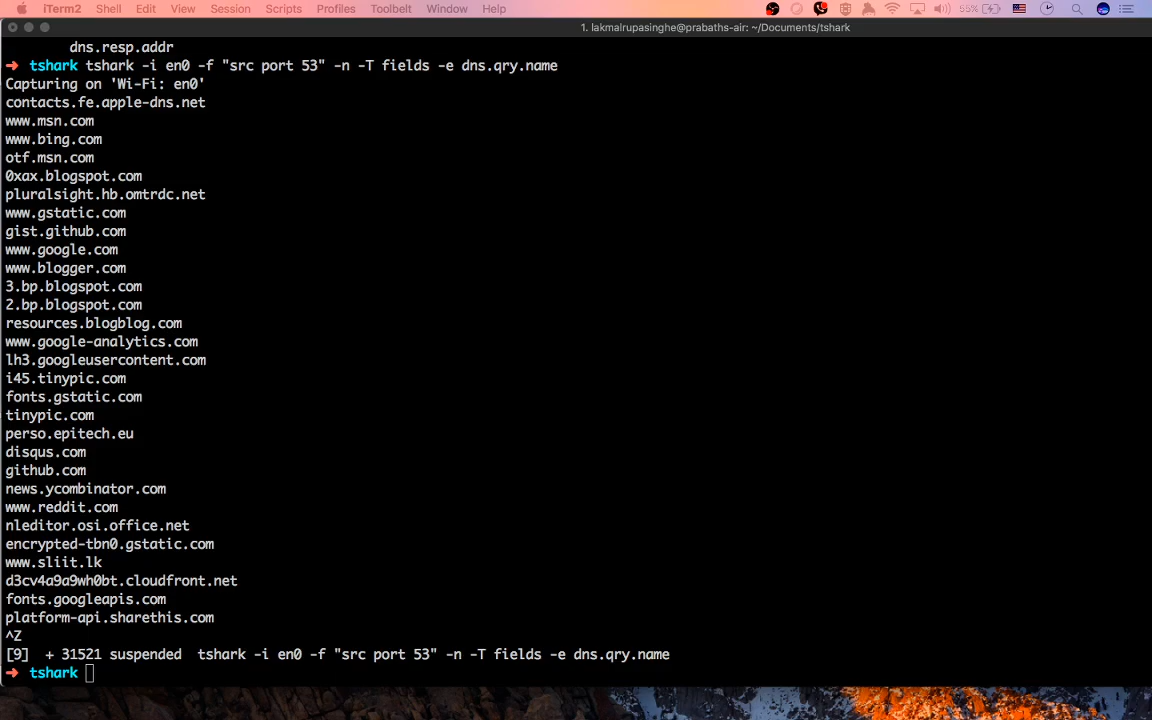 iTerm2 Shell Edit View Session Scripts Profiles Toolbelt Window Help 55%
1. lakmalrupasinghe@prabaths-air: ~/Documents/tshark
dns.resp.addr
➜ tshark tshark -i en0 -f "src port 53" -n -T fields -e dns.qry.name
Capturing on 'Wi-Fi: en0'
contacts.fe.apple-dns.net
www.msn.com
www.bing.com
otf.msn.com
0xax.blogspot.com
pluralsight.hb.omtrdc.net
www.gstatic.com
gist.github.com
www.google.com
www.blogger.com
3.bp.blogspot.com
2.bp.blogspot.com
resources.blogblog.com
www.google-analytics.com
lh3.googleusercontent.com
i45.tinypic.com
fonts.gstatic.com
tinypic.com
perso.epitech.eu
disqus.com
github.com
news.ycombinator.com
www.reddit.com
nleditor.osi.office.net
encrypted-tbn0.gstatic.com
www.sliit.lk
d3cv4a9a9wh0bt.cloudfront.net
fonts.googleapis.com
platform-api.sharethis.com
^Z
[9] + 31521 suspended tshark -i en0 -f "src port 53" -n -T fields -e dns.qry.name
➜ tshark